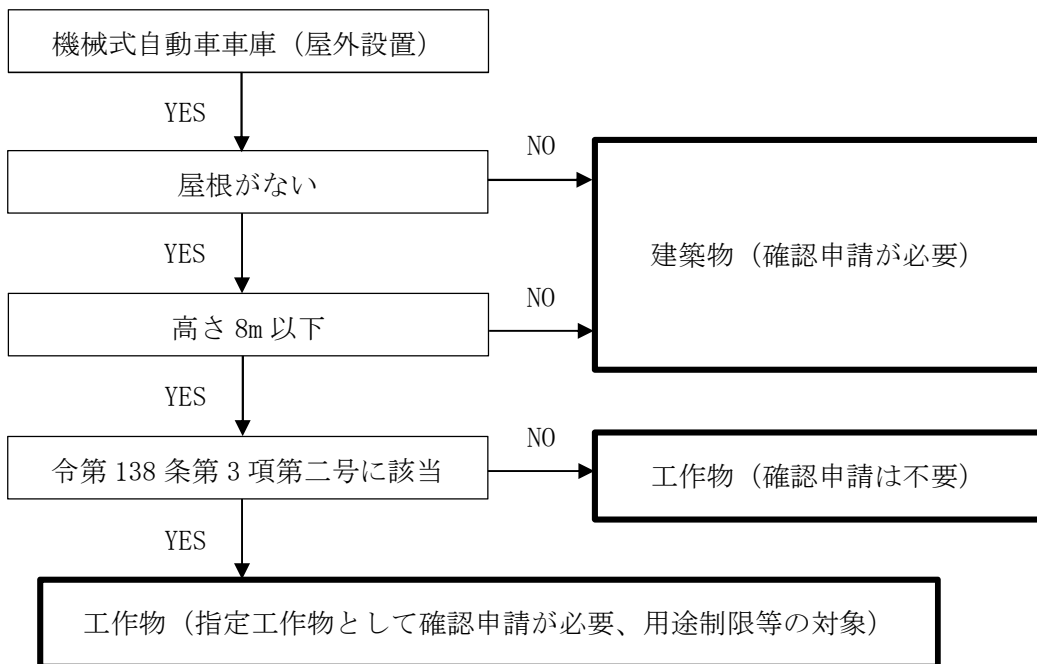 機械式自動車車庫（屋外設置）
YES
屋根がない
NO
建築物（確認申請が必要）
YES
高さ 8m 以下
NO
YES
令第 138 条第 3 項第二号に該当
NO
工作物（確認申請は不要）
YES
工作物（指定工作物として確認申請が必要、用途制限等の対象）